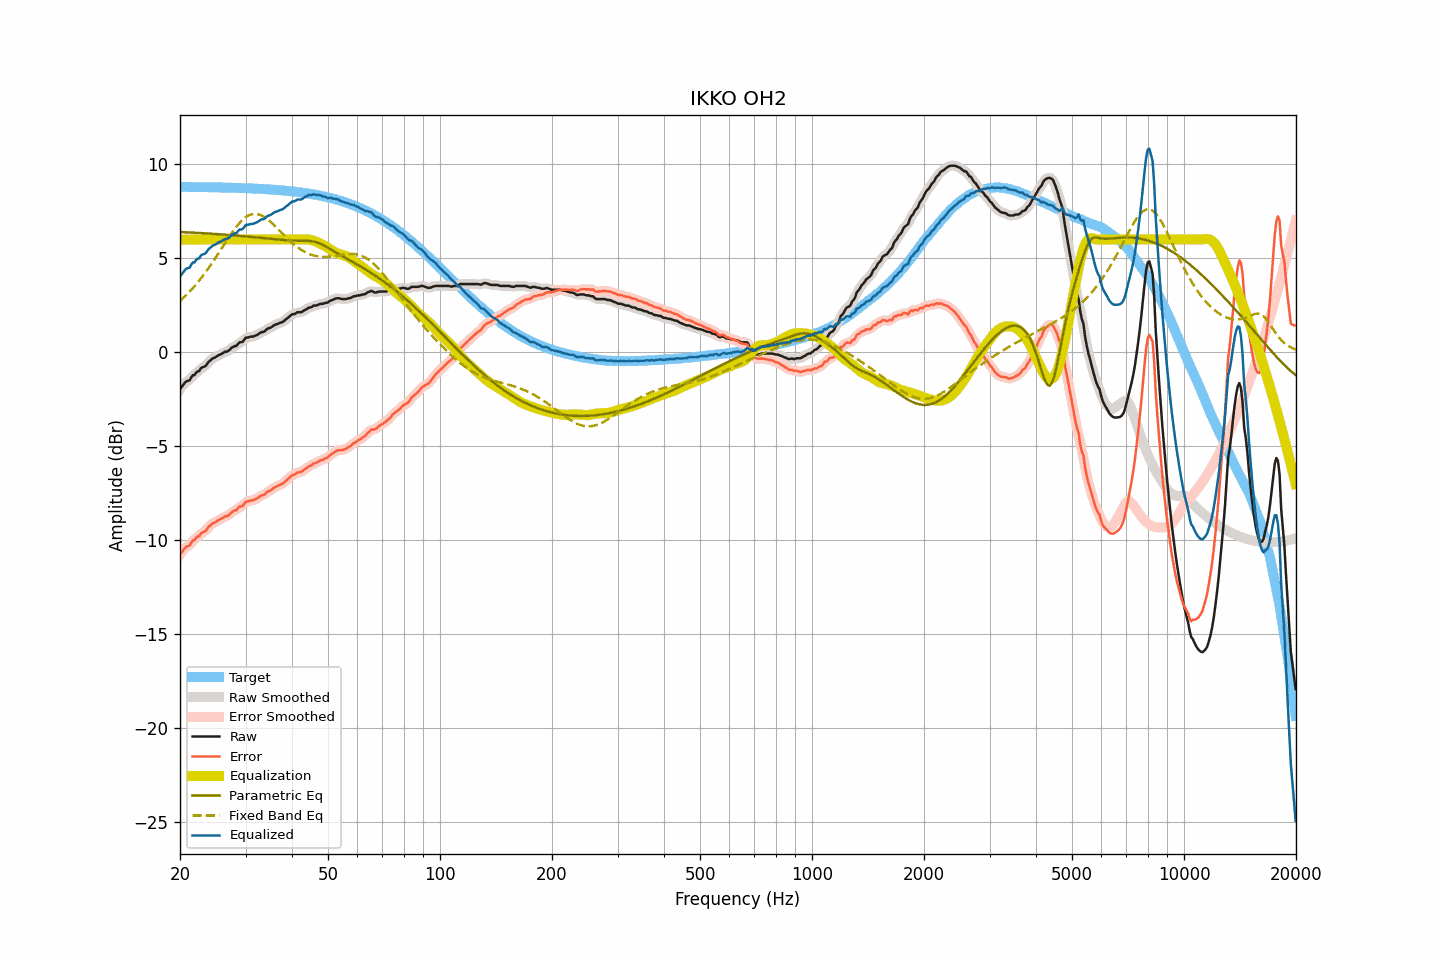 IKKO OH2
Amplitude (dBr)
10
5
0
−5
−10
−15
−20
−25
Target
Raw Smoothed
Error Smoothed
Raw
Error
Equalization
Parametric Eq
Fixed Band Eq
Equalized
20 50 100 200 500 1000 2000 5000 10000 20000
Frequency (Hz)